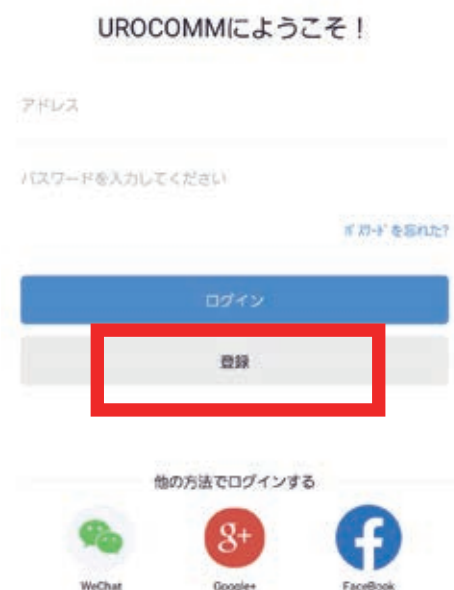 UROCOMMにようこそ！
アドレス
パスワードを入力してください
ﾊﾟｽﾜｰﾄﾞを忘れた?
ログイン
登録
他の方法でログインする
8+
f
WeChat Google+ FaceBook